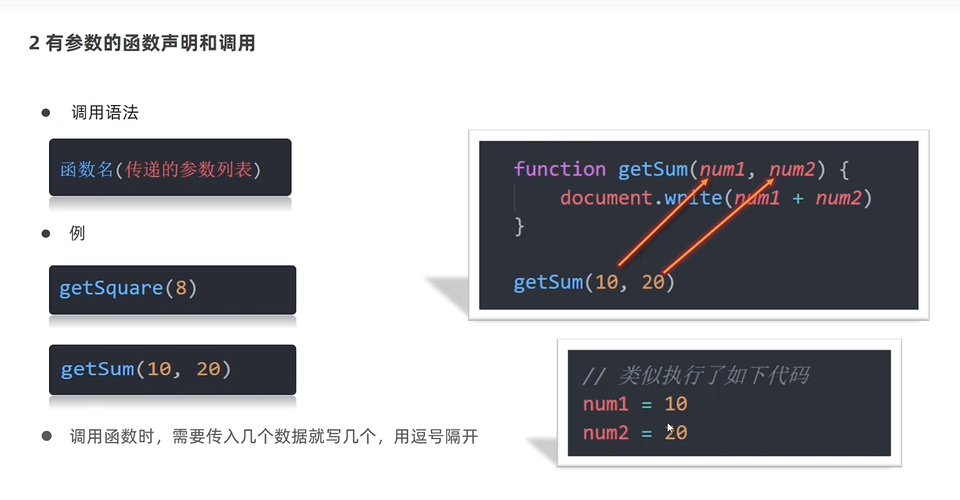 2 有参数的函数声明和调用
● 调用语法
函数名(传递的参数列表)
● 例
getSquare(8)
getSum(10, 20)
● 调用函数时，需要传入几个数据就写几个，用逗号隔开
function getSum(num1, num2) {
document.write(num1 + num2)
}
getSum(10, 20)
// 类似执行了如下代码
num1 = 10
num2 = 20